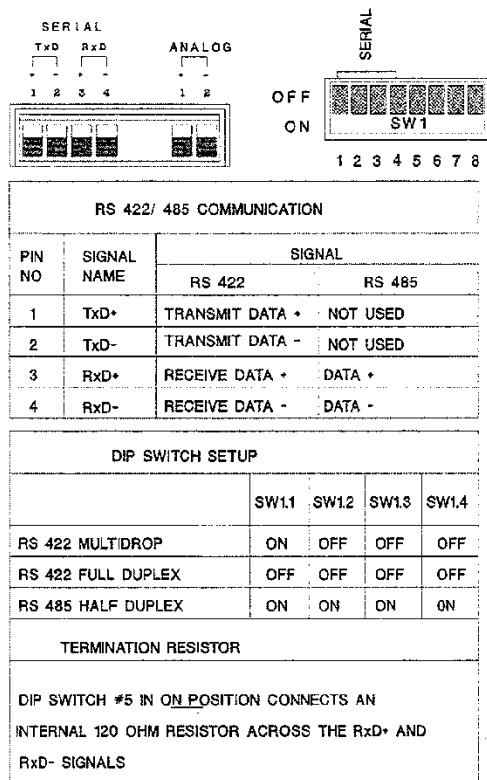 SERIAL
TxD RxD ANALOG
+ - + - + -
1 2 3 4 1 2
SERIAL
OFF
ON
SW1
1 2 3 4 5 6 7 8
RS 422/ 485 COMMUNICATION
PIN NO SIGNAL NAME SIGNAL
RS 422 RS 485
1 TxD+ TRANSMIT DATA + NOT USED
2 TxD- TRANSMIT DATA - NOT USED
3 RxD+ RECEIVE DATA + DATA +
4 RxD- RECEIVE DATA - DATA -
DIP SWITCH SETUP
SW1.1 SW1.2 SW1.3 SW1.4
RS 422 MULTIDROP ON OFF OFF OFF
RS 422 FULL DUPLEX OFF OFF OFF OFF
RS 485 HALF DUPLEX ON ON ON ON
TERMINATION RESISTOR
DIP SWITCH #5 IN ON POSITION CONNECTS AN
INTERNAL 120 OHM RESISTOR ACROSS THE RxD+ AND
RxD- SIGNALS